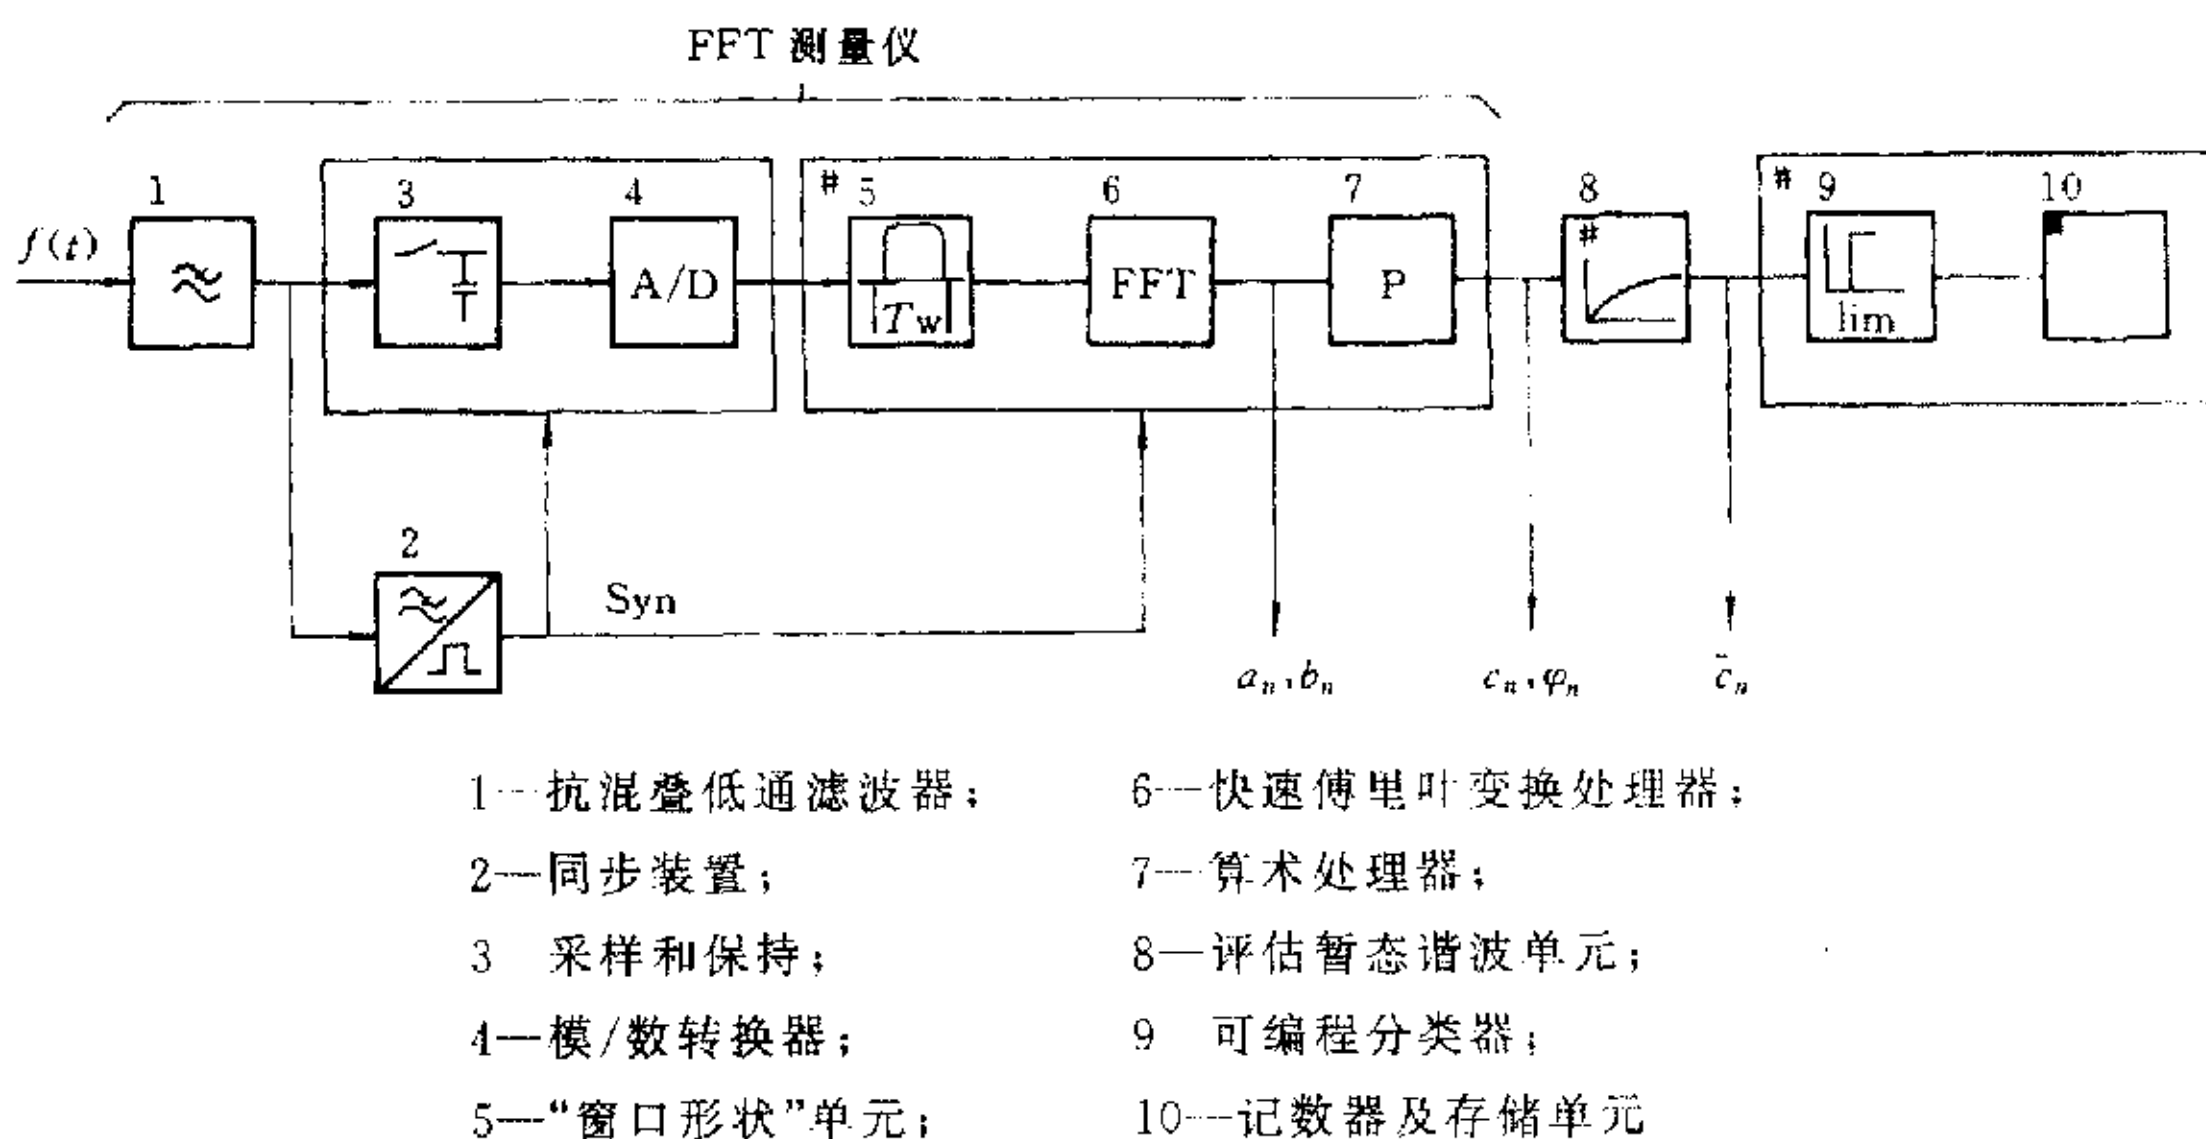 FFT 测量仪
1
3
4
# 5
6
7
8
# 9
10
f(t)
A/D
Tw
FFT
P
#
lim
2
Syn
aₙ,bₙ
cₙ,φₙ
c̄ₙ
1—抗混叠低通滤波器;
2—同步装置;
3 采样和保持;
4—模/数转换器;
5—“窗口形状”单元;
6—快速傅里叶变换处理器;
7—算术处理器;
8—评估暂态谐波单元;
9 可编程分类器;
10—记数器及存储单元